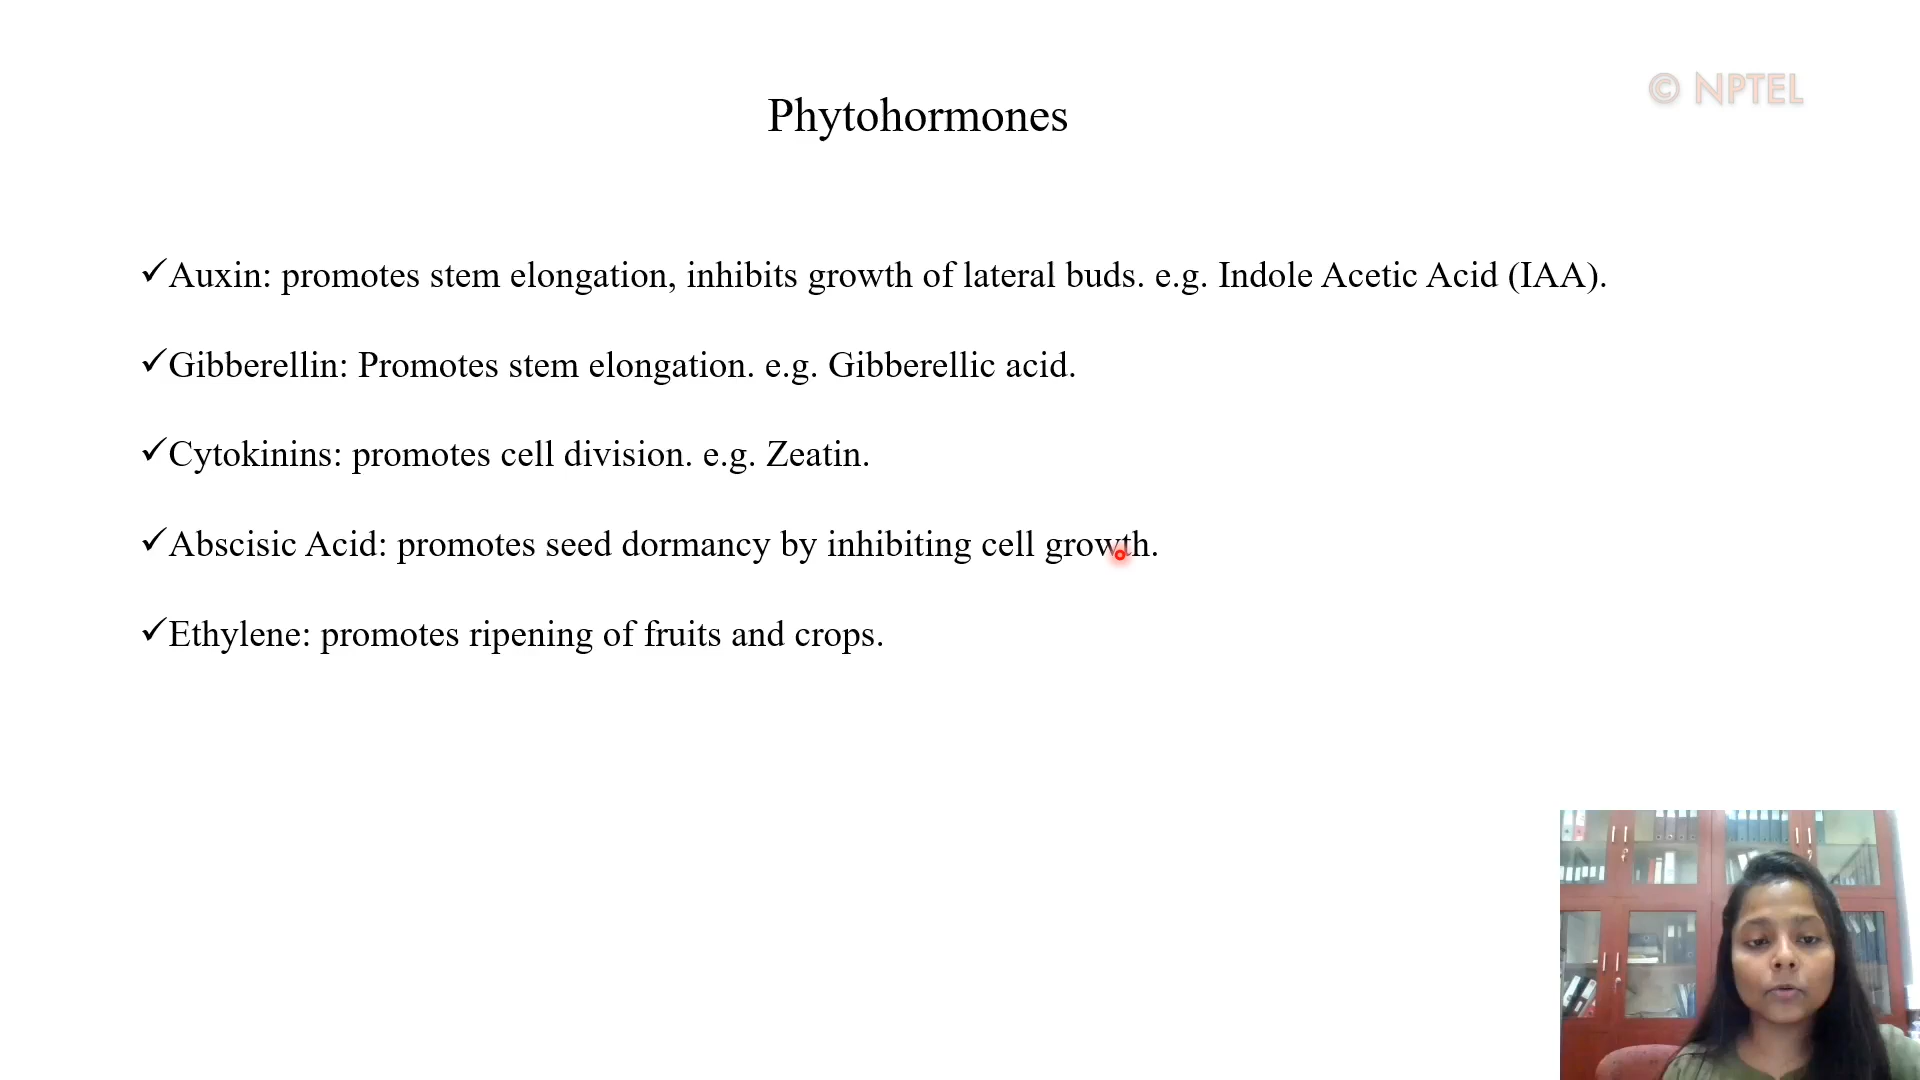 © NPTEL
Phytohormones
✓Auxin: promotes stem elongation, inhibits growth of lateral buds. e.g. Indole Acetic Acid (IAA).
✓Gibberellin: Promotes stem elongation. e.g. Gibberellic acid.
✓Cytokinins: promotes cell division. e.g. Zeatin.
✓Abscisic Acid: promotes seed dormancy by inhibiting cell growth.
✓Ethylene: promotes ripening of fruits and crops.